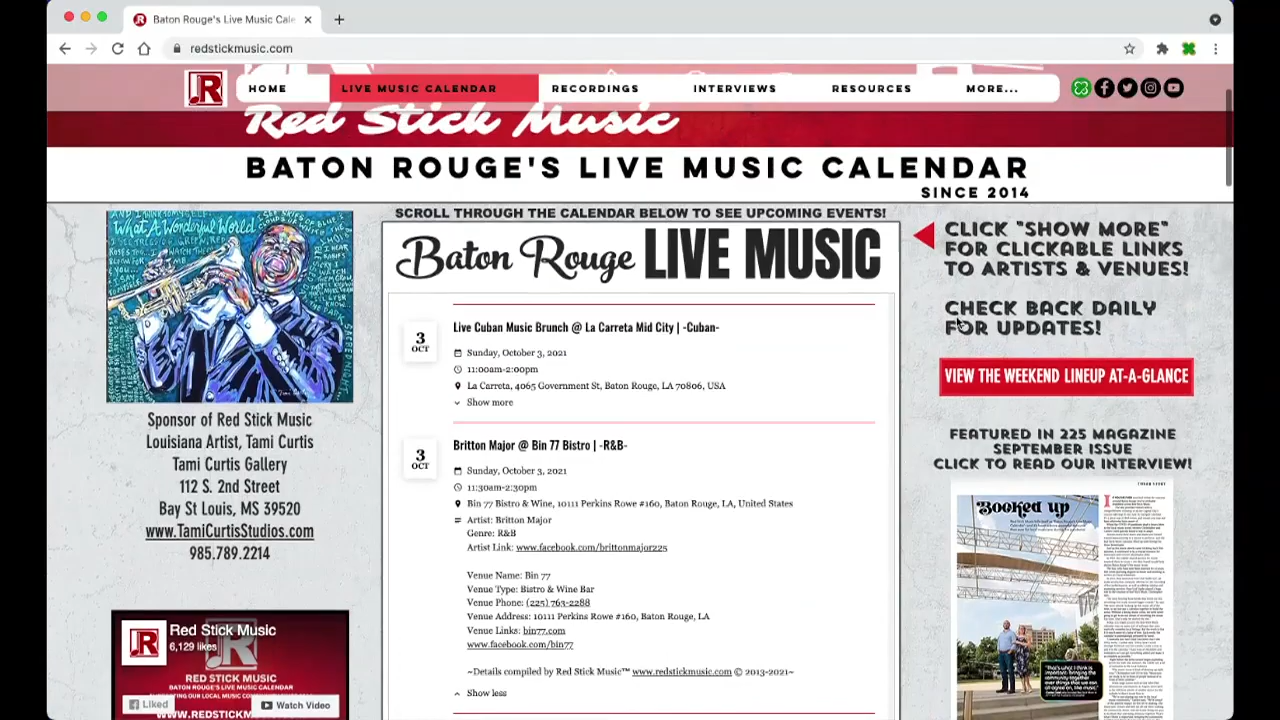 Baton Rouge's Live Music Cale
redstickmusic.com
HOME
LIVE MUSIC CALENDAR
RECORDINGS
INTERVIEWS
RESOURCES
MORE...
Red Stick Music
BATON ROUGE'S LIVE MUSIC CALENDAR
SINCE 2014
What A Wonderful World
Sponsor of Red Stick Music
Louisiana Artist, Tami Curtis
Tami Curtis Gallery
112 S. 2nd Street
Bay St Louis, MS 39520
www.TamiCurtisStudios.com
985.789.2214
Red Stick Music
6,129 likes
RED STICK MUSIC
BATON ROUGE'S LIVE MUSIC CALENDAR
WWW.REDSTICKMUSIC.COM
Liked
Watch Video
SCROLL THROUGH THE CALENDAR BELOW TO SEE UPCOMING EVENTS!
Baton Rouge LIVE MUSIC
3
OCT
Live Cuban Music Brunch @ La Carreta Mid City | -Cuban-
Sunday, October 3, 2021
11:00am-2:00pm
La Carreta, 4065 Government St, Baton Rouge, LA 70806, USA
Show more
3
OCT
Britton Major @ Bin 77 Bistro | -R&B-
Sunday, October 3, 2021
11:30am-2:30pm
Bin 77 Bistro & Wine, 10111 Perkins Rowe #160, Baton Rouge, LA, United States
Artist: Britton Major
Genre: R&B
Artist Link: www.facebook.com/brittonmajor225
Venue Name: Bin 77
Venue Type: Bistro & Wine Bar
Venue Phone: (225) 763-2288
Venue Address: 10111 Perkins Rowe #160, Baton Rouge, LA
Venue Links: bin77.com
www.facebook.com/bin77
~Details compiled by Red Stick Music™ www.redstickmusic.com © 2013-2021~
Show less
CLICK "SHOW MORE"
FOR CLICKABLE LINKS
TO ARTISTS & VENUES!
CHECK BACK DAILY
FOR UPDATES!
VIEW THE WEEKEND LINEUP AT-A-GLANCE
FEATURED IN 225 MAGAZINE
SEPTEMBER ISSUE
CLICK TO READ OUR INTERVIEW!
Booked up